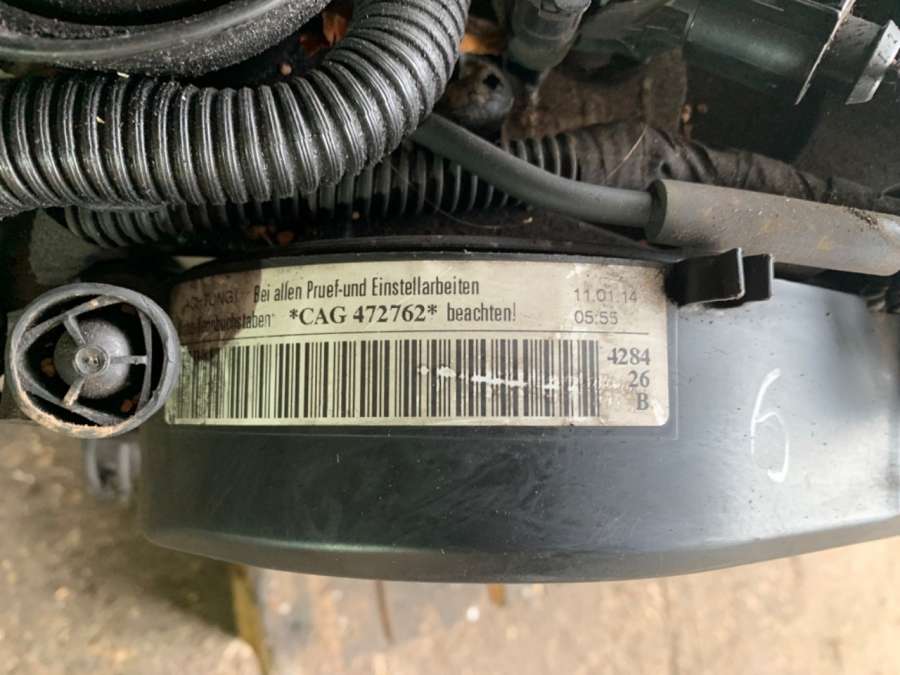 Bei allen Pruef-und Einstellarbeiten
*CAG 472762* beachten!
11.01.14
05:55
4284
26
B
6